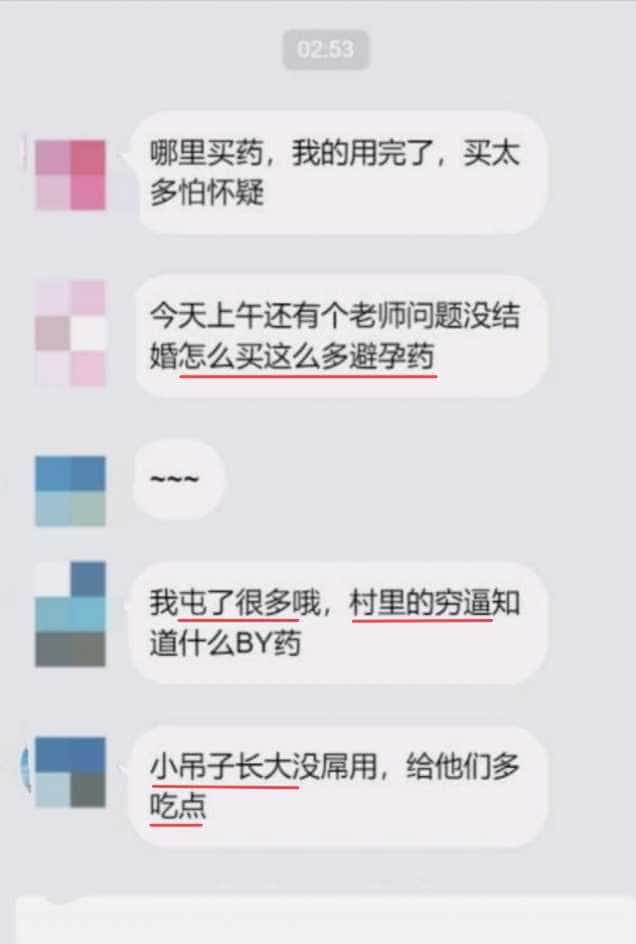 02:53
哪里买药，我的用完了，买太
多怕怀疑
今天上午还有个老师问题没结
婚怎么买这么多避孕药
~~~
我屯了很多哦，村里的穷逼知
道什么BY药
小吊子长大没屌用，给他们多
吃点